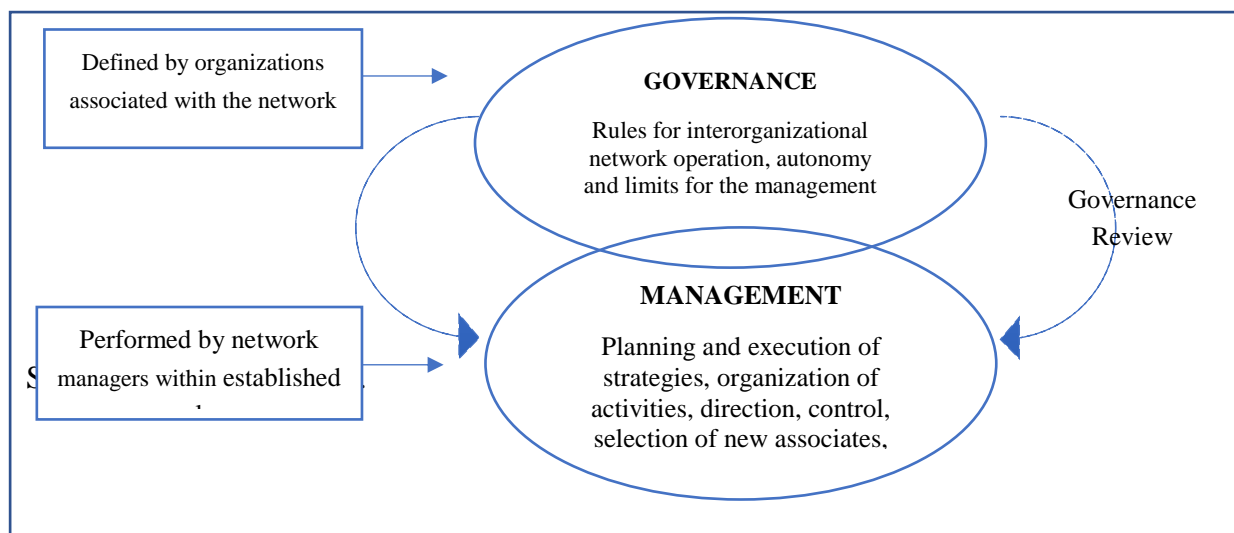 Defined by organizations
associated with the network
GOVERNANCE
Rules for interorganizational
network operation, autonomy
and limits for the management
Governance
Review
MANAGEMENT
Planning and execution of
strategies, organization of
activities, direction, control,
selection of new associates,
Performed by network
managers within established